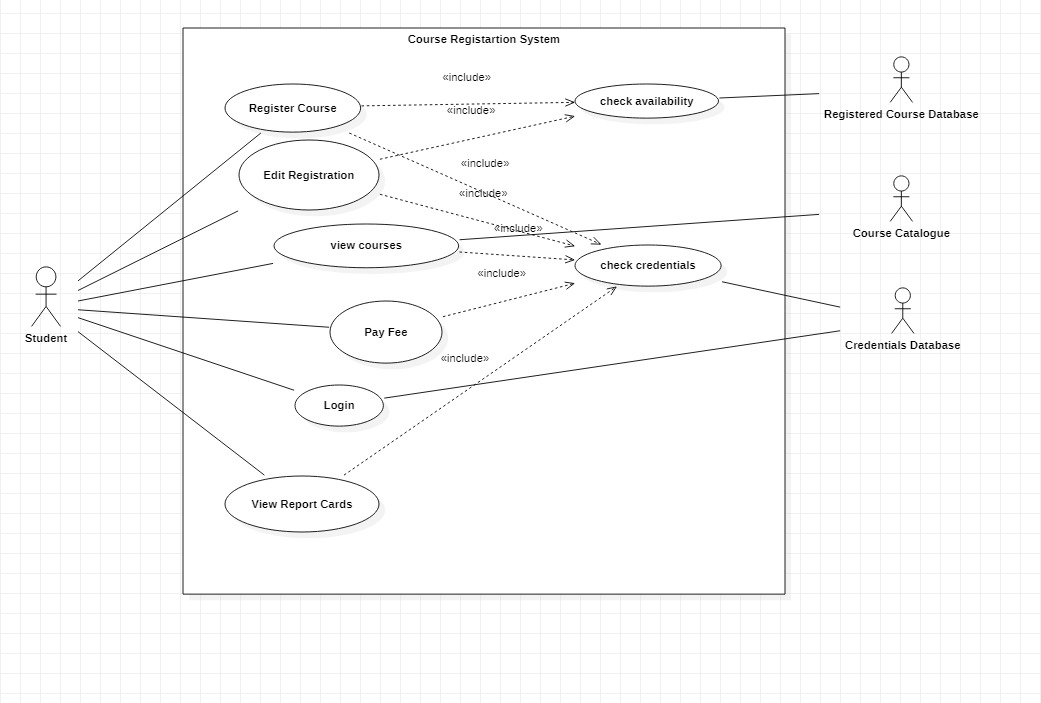 Course Registartion System
«include»
Register Course
check availability
«include»
Registered Course Database
«include»
Edit Registration
«include»
«include»
Course Catalogue
view courses
check credentials
«include»
Student
Pay Fee
Credentials Database
«include»
Login
View Report Cards